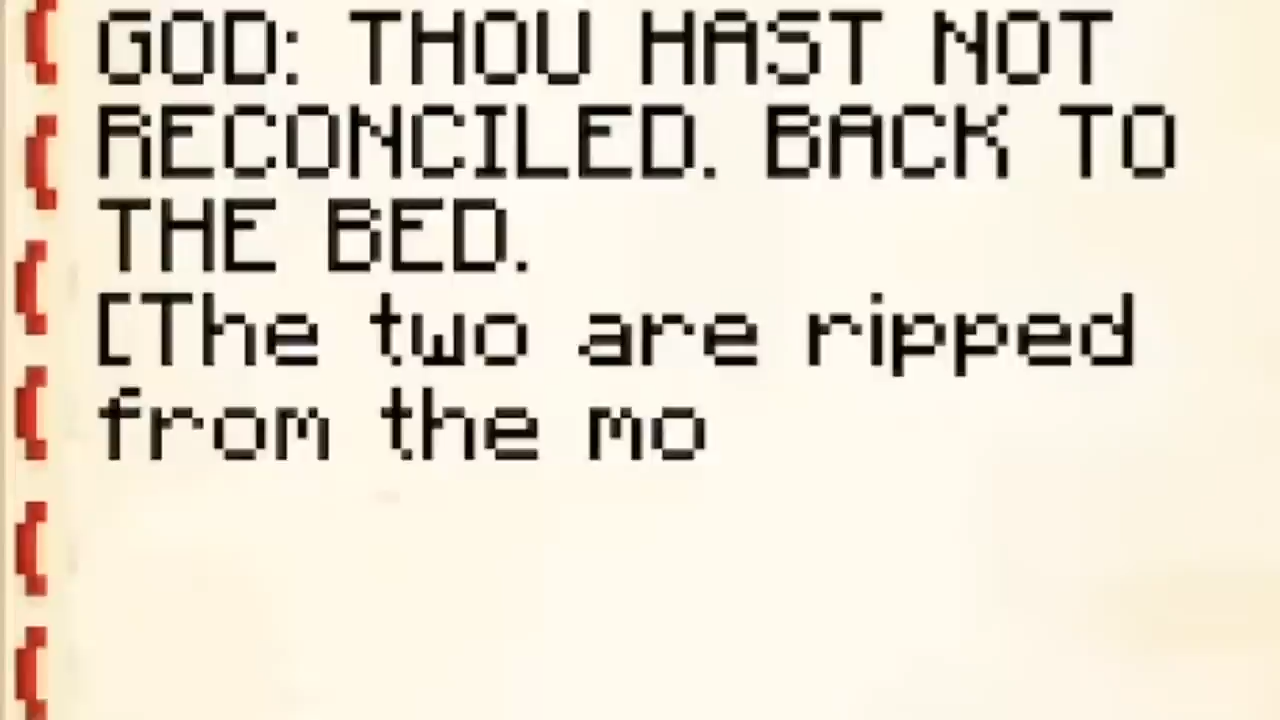 GOD: THOU HAST NOT
RECONCILED. BACK TO
THE BED.
[The two are ripped
from the mo